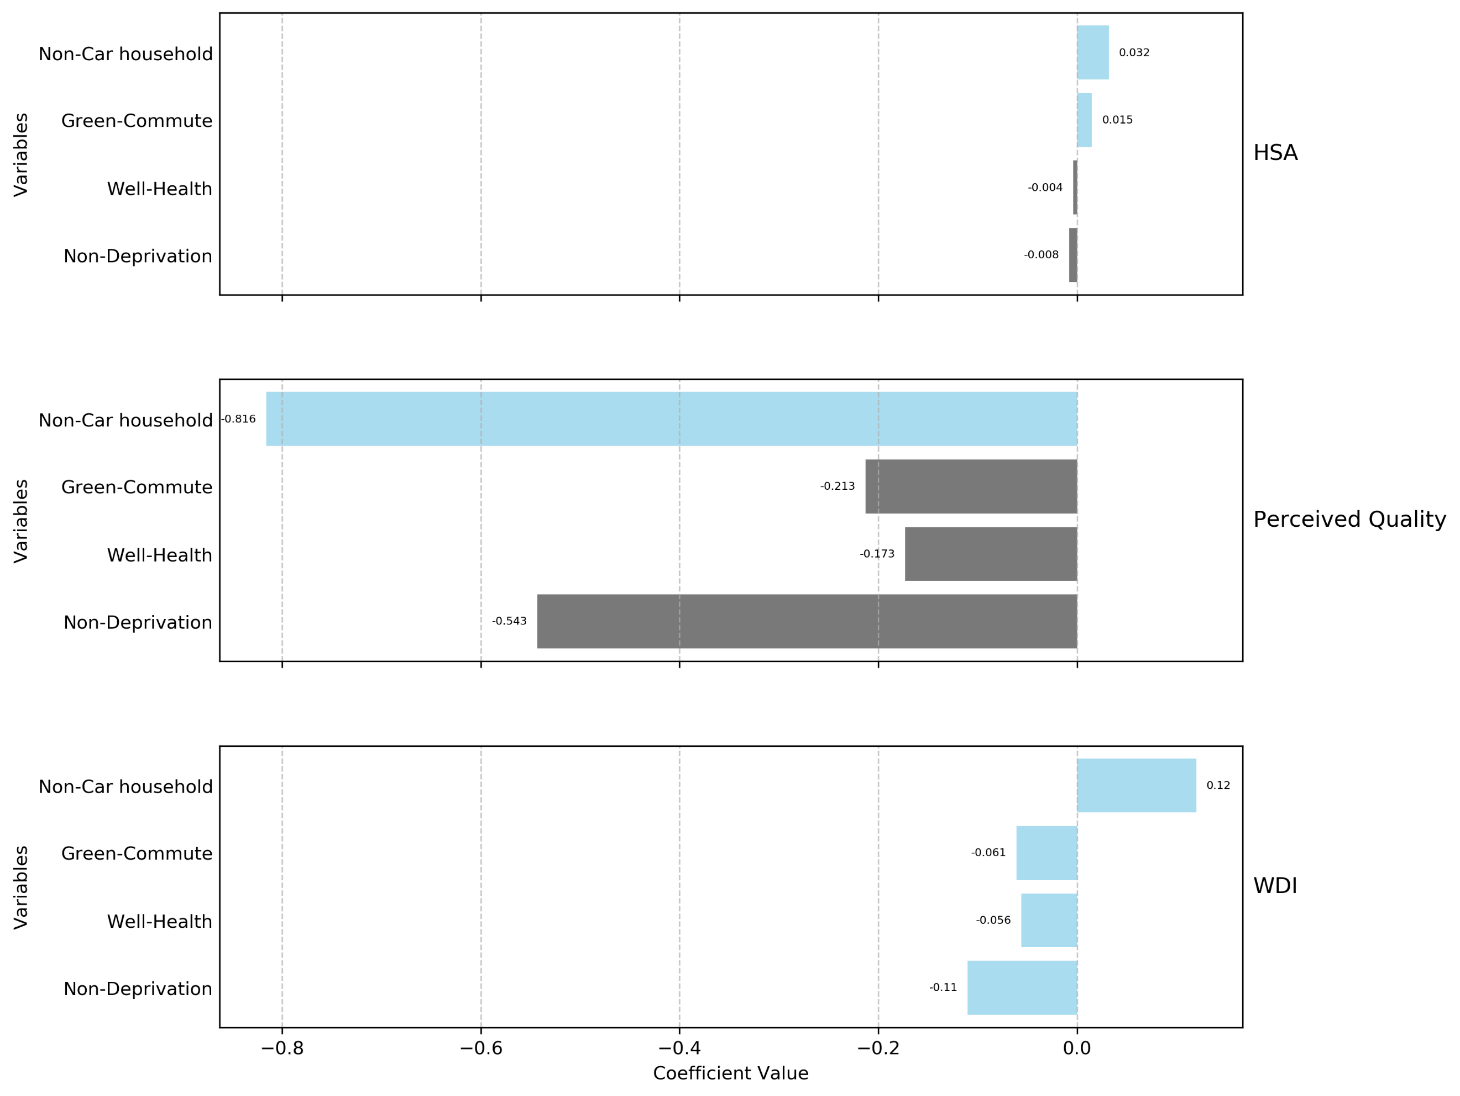 Non-Car household
0.032
Green-Commute
0.015
Well-Health
-0.004
Non-Deprivation
-0.008
Variables
HSA
Non-Car household
-0.816
Green-Commute
-0.213
Well-Health
-0.173
Non-Deprivation
-0.543
Variables
Perceived Quality
Non-Car household
0.12
Green-Commute
-0.061
Well-Health
-0.056
Non-Deprivation
-0.11
Variables
WDI
−0.8 −0.6 −0.4 −0.2 0.0
Coefficient Value